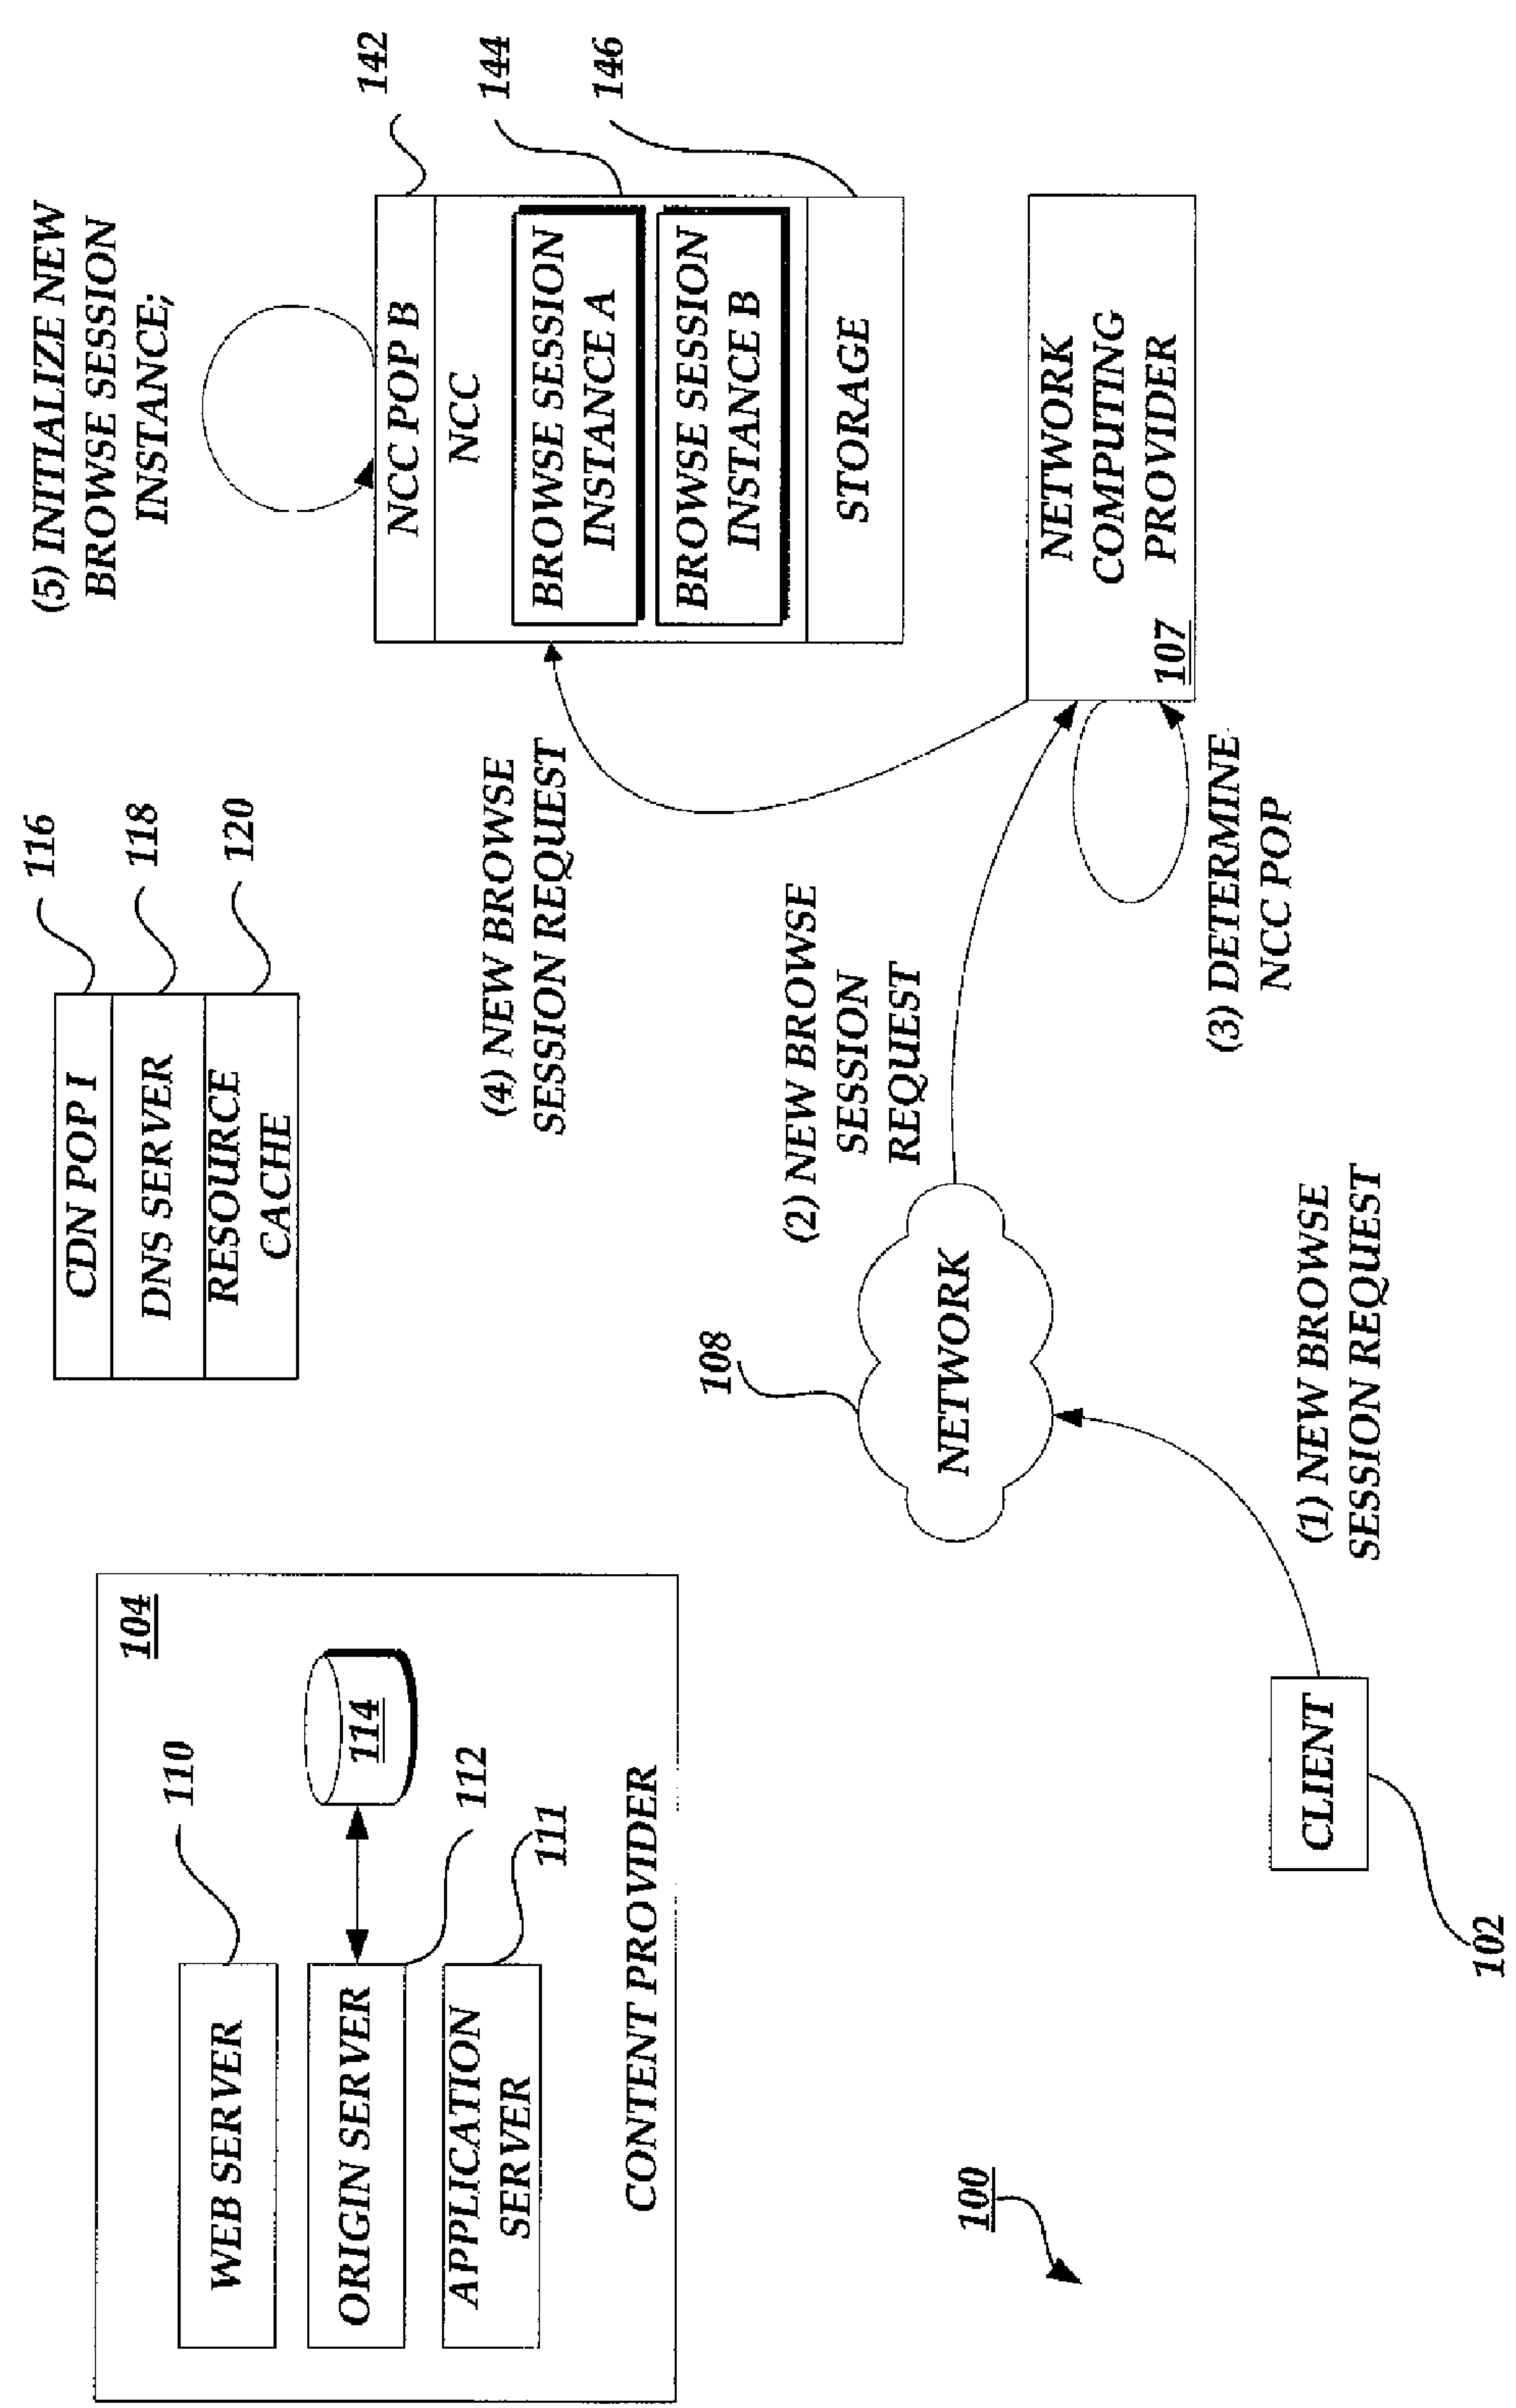 104
WEB SERVER
110
ORIGIN SERVER
114
112
APPLICATION
SERVER
111
CONTENT PROVIDER
CDN POP I
116
DNS SERVER
118
RESOURCE
CACHE
120
(5) INITIALIZE NEW
BROWSE SESSION
INSTANCE;
NCC POP B
142
NCC
BROWSE SESSION
INSTANCE A
144
BROWSE SESSION
INSTANCE B
STORAGE
146
(4) NEW BROWSE
SESSION REQUEST
108
NETWORK
(2) NEW BROWSE
SESSION
REQUEST
NETWORK
COMPUTING
PROVIDER
107
(3) DETERMINE
NCC POP
(1) NEW BROWSE
SESSION REQUEST
CLIENT
102
100